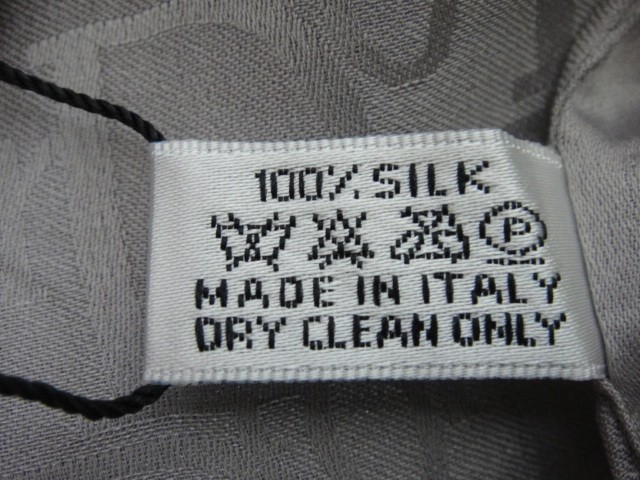 100% SILK
P
MADE IN ITALY
DRY CLEAN ONLY